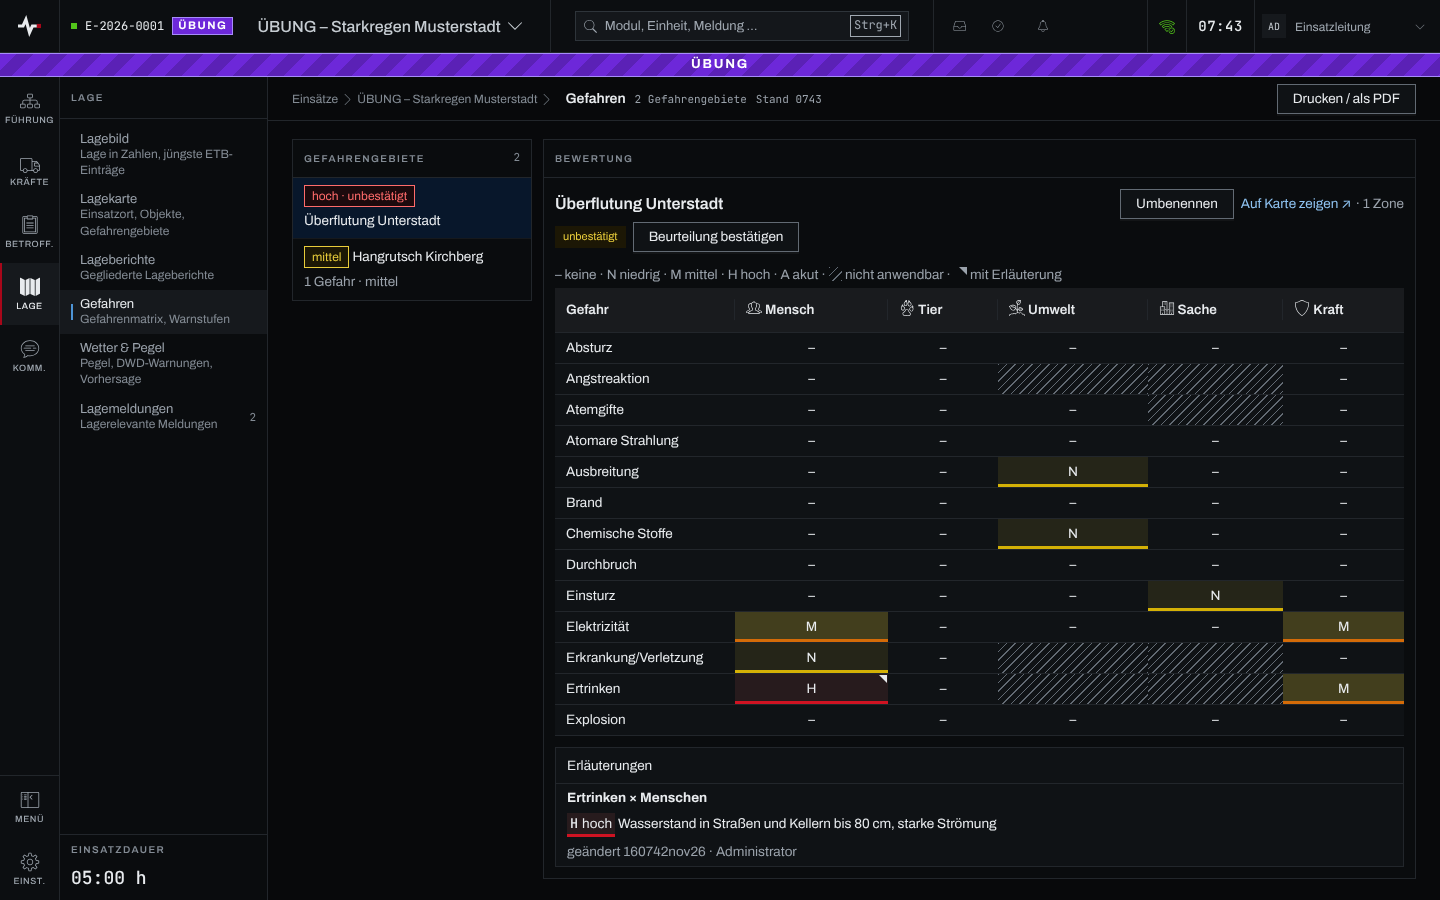 E-2026-0001 ÜBUNG ÜBUNG – Starkregen Musterstadt Modul, Einheit, Meldung ... Strg+K 07:43 AD Einsatzleitung
ÜBUNG
FÜHRUNG
KRÄFTE
BETROFF.
LAGE
KOMM.
MENÜ
EINST.
LAGE
Lagebild
Lage in Zahlen, jüngste ETB-
Einträge
Lagekarte
Einsatzort, Objekte,
Gefahrengebiete
Lageberichte
Gegliederte Lageberichte
Gefahren
Gefahrenmatrix, Warnstufen
Wetter & Pegel
Pegel, DWD-Warnungen,
Vorhersage
Lagemeldungen
Lagerelevante Meldungen 2
EINSATZDAUER
05:00 h
Einsätze ÜBUNG – Starkregen Musterstadt Gefahren 2 Gefahrengebiete Stand 0743 Drucken / als PDF
GEFAHRENGEBIETE 2
hoch · unbestätigt
Überflutung Unterstadt
mittel Hangrutsch Kirchberg
1 Gefahr · mittel
BEWERTUNG
Überflutung Unterstadt Umbenennen Auf Karte zeigen ↗ · 1 Zone
unbestätigt Beurteilung bestätigen
– keine · N niedrig · M mittel · H hoch · A akut · nicht anwendbar · mit Erläuterung
Gefahr Mensch Tier Umwelt Sache Kraft
Absturz – – – – –
Angstreaktion – – –
Atemgifte – – – –
Atomare Strahlung – – – – –
Ausbreitung – – N – –
Brand – – – – –
Chemische Stoffe – – N – –
Durchbruch – – – – –
Einsturz – – – N –
Elektrizität M – – – M
Erkrankung/Verletzung N – –
Ertrinken H – M
Explosion – – – – –
Erläuterungen
Ertrinken × Menschen
H hoch Wasserstand in Straßen und Kellern bis 80 cm, starke Strömung
geändert 160742nov26 · Administrator